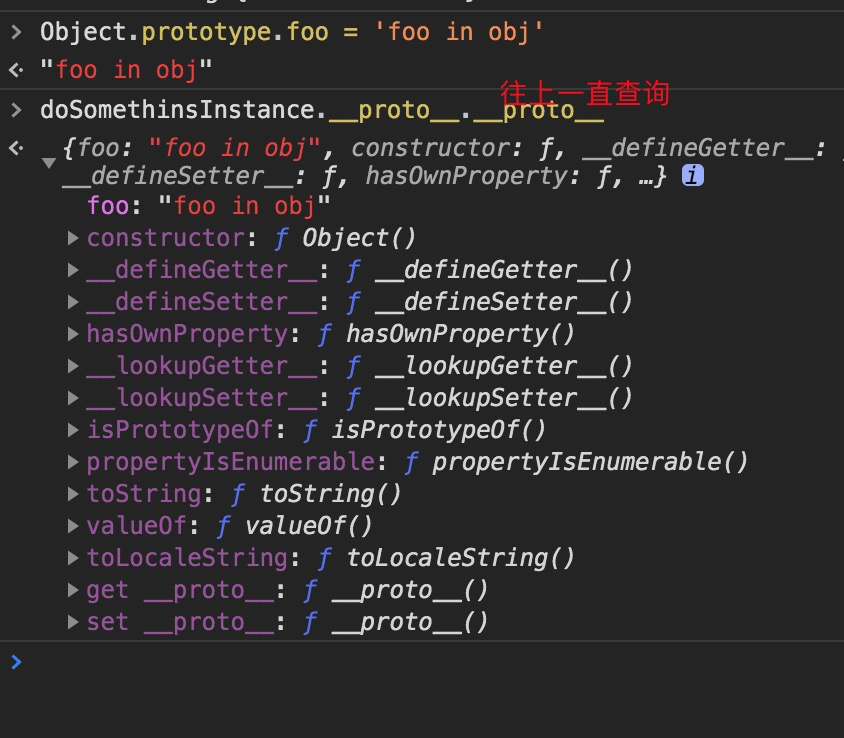 > Object.prototype.foo = 'foo in obj'
<· "foo in obj"
往上一直查询
> doSomethinsInstance.__proto__.__proto__
<· {foo: "foo in obj", constructor: ƒ, __defineGetter__:
▼ __defineSetter__: ƒ, hasOwnProperty: ƒ, …} i
foo: "foo in obj"
▶ constructor: ƒ Object()
▶ __defineGetter__: ƒ __defineGetter__()
▶ __defineSetter__: ƒ __defineSetter__()
▶ hasOwnProperty: ƒ hasOwnProperty()
▶ __lookupGetter__: ƒ __lookupGetter__()
▶ __lookupSetter__: ƒ __lookupSetter__()
▶ isPrototypeOf: ƒ isPrototypeOf()
▶ propertyIsEnumerable: ƒ propertyIsEnumerable()
▶ toString: ƒ toString()
▶ valueOf: ƒ valueOf()
▶ toLocaleString: ƒ toLocaleString()
▶ get __proto__: ƒ __proto__()
▶ set __proto__: ƒ __proto__()
>